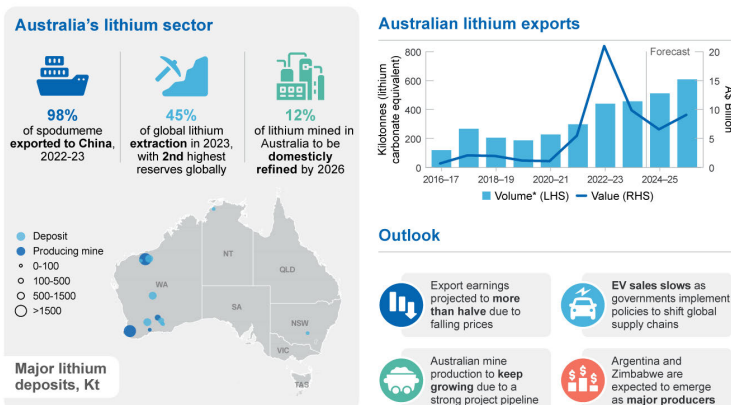 Australia's lithium sector
98%
of spodumeme
exported to China,
2022-23
45%
of global lithium
extraction in 2023,
with 2nd highest
reserves globally
12%
of lithium mined in
Australia to be
domesticly
refined by 2026
Deposit
Producing mine
0-100
100-500
500-1500
>1500
NT
QLD
WA
SA
NSW
VIC
TAS
Major lithium
deposits, Kt
Australian lithium exports
Kilotonnes (lithium
carbonate equivalent)
800
600
400
200
0
Forecast
20
15
10
5
0
A$ Billion
2016–17
2018–19
2020–21
2022–23
2024–25
Volume* (LHS)
Value (RHS)
Outlook
Export earnings
projected to more
than halve due to
falling prices
EV sales slows as
governments implement
policies to shift global
supply chains
Australian mine
production to keep
growing due to a
strong project pipeline
$ $ $
Argentina and
Zimbabwe are
expected to emerge
as major producers